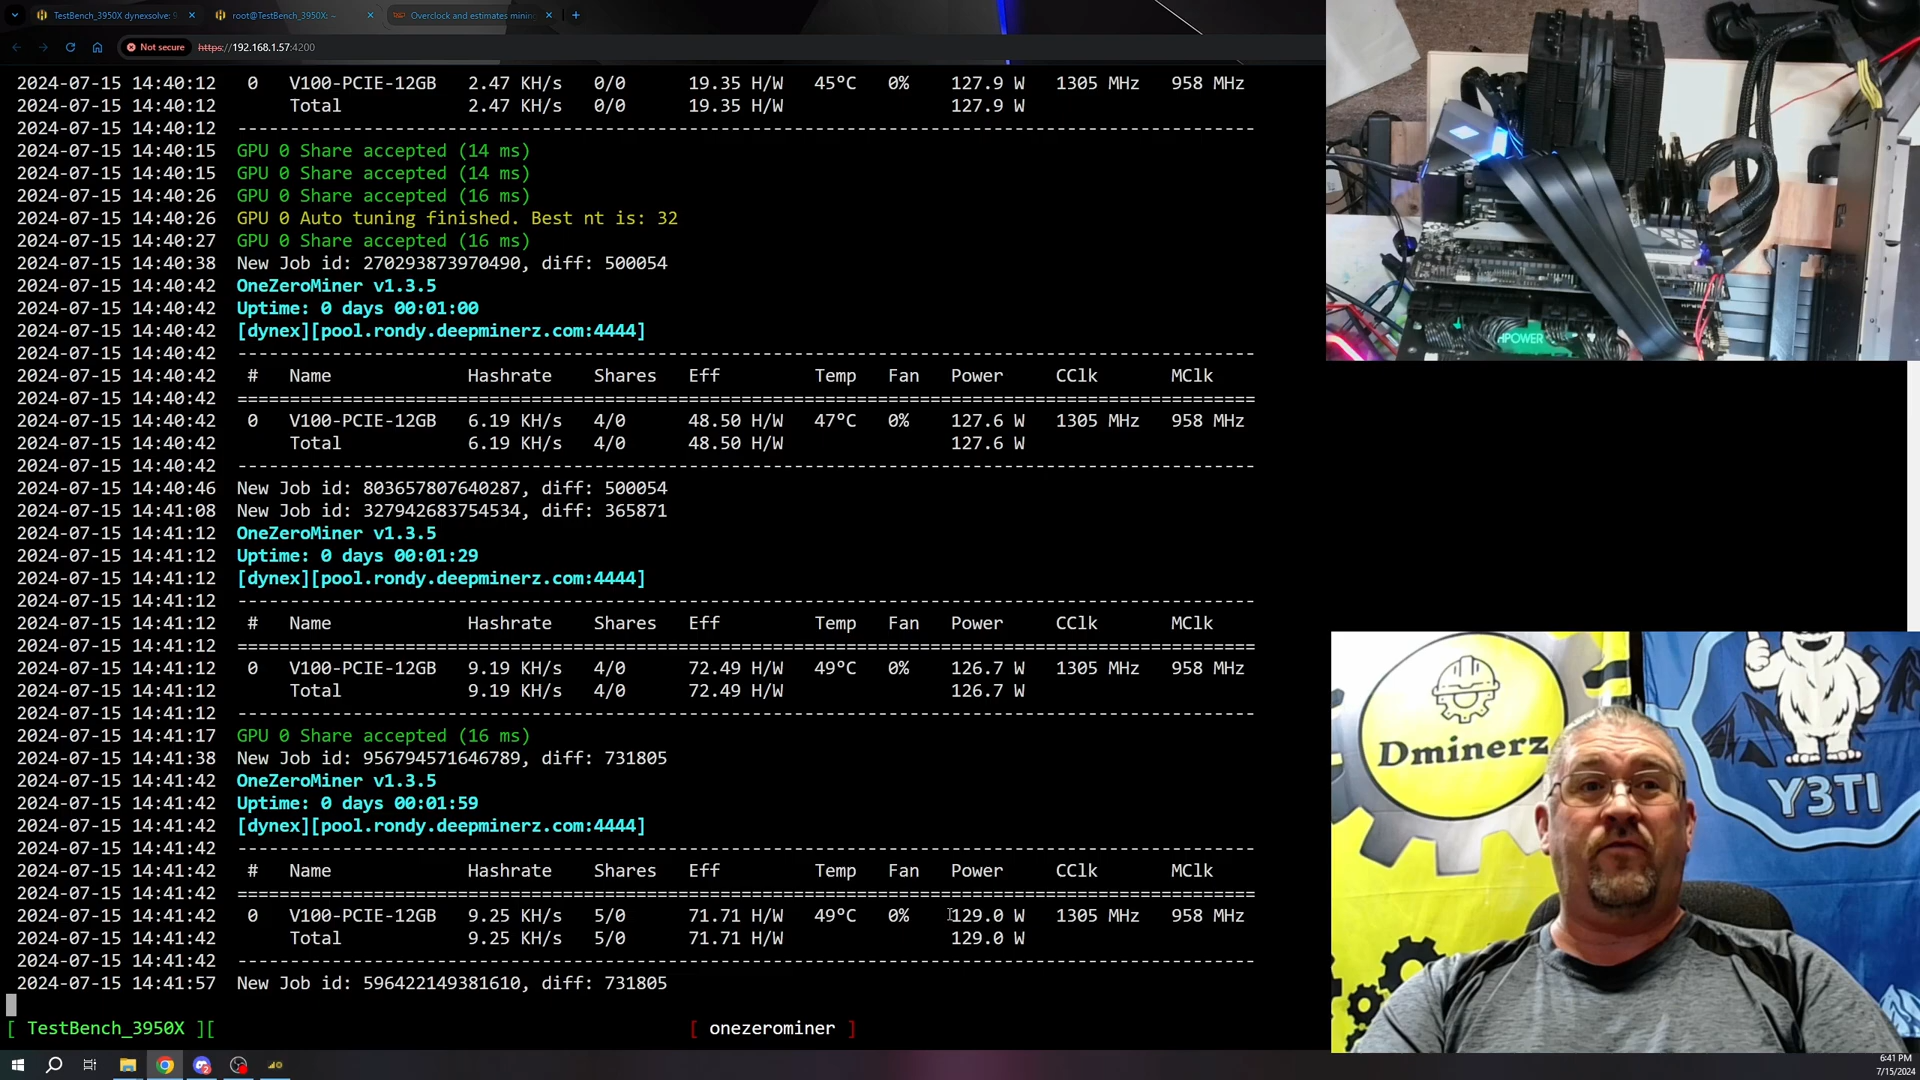 TestBench_3950X dynexsolve: 9
root@TestBench_3950X: ~
Overclock and estimates mining
Not secure https://192.168.1.57:4200
2024-07-15 14:40:12 0 V100-PCIE-12GB 2.47 KH/s 0/0 19.35 H/W 45°C 0% 127.9 W 1305 MHz 958 MHz
2024-07-15 14:40:12 Total 2.47 KH/s 0/0 19.35 H/W 127.9 W
2024-07-15 14:40:12 ----------------------------------------------------------------
2024-07-15 14:40:15 GPU 0 Share accepted (14 ms)
2024-07-15 14:40:15 GPU 0 Share accepted (14 ms)
2024-07-15 14:40:26 GPU 0 Share accepted (16 ms)
2024-07-15 14:40:26 GPU 0 Auto tuning finished. Best nt is: 32
2024-07-15 14:40:27 GPU 0 Share accepted (16 ms)
2024-07-15 14:40:38 New Job id: 270293873970490, diff: 500054
2024-07-15 14:40:42 OneZeroMiner v1.3.5
2024-07-15 14:40:42 Uptime: 0 days 00:01:00
2024-07-15 14:40:42 [dynex][pool.rondy.deepminerz.com:4444]
2024-07-15 14:40:42 ----------------------------------------------------------------
2024-07-15 14:40:42 # Name Hashrate Shares Eff Temp Fan Power CClk MClk
2024-07-15 14:40:42 ================================================================
2024-07-15 14:40:42 0 V100-PCIE-12GB 6.19 KH/s 4/0 48.50 H/W 47°C 0% 127.6 W 1305 MHz 958 MHz
2024-07-15 14:40:42 Total 6.19 KH/s 4/0 48.50 H/W 127.6 W
2024-07-15 14:40:42 ----------------------------------------------------------------
2024-07-15 14:40:46 New Job id: 803657807640287, diff: 500054
2024-07-15 14:41:08 New Job id: 327942683754534, diff: 365871
2024-07-15 14:41:12 OneZeroMiner v1.3.5
2024-07-15 14:41:12 Uptime: 0 days 00:01:29
2024-07-15 14:41:12 [dynex][pool.rondy.deepminerz.com:4444]
2024-07-15 14:41:12 ----------------------------------------------------------------
2024-07-15 14:41:12 # Name Hashrate Shares Eff Temp Fan Power CClk MClk
2024-07-15 14:41:12 ================================================================
2024-07-15 14:41:12 0 V100-PCIE-12GB 9.19 KH/s 4/0 72.49 H/W 49°C 0% 126.7 W 1305 MHz 958 MHz
2024-07-15 14:41:12 Total 9.19 KH/s 4/0 72.49 H/W 126.7 W
2024-07-15 14:41:12 ----------------------------------------------------------------
2024-07-15 14:41:17 GPU 0 Share accepted (16 ms)
2024-07-15 14:41:38 New Job id: 956794571646789, diff: 731805
2024-07-15 14:41:42 OneZeroMiner v1.3.5
2024-07-15 14:41:42 Uptime: 0 days 00:01:59
2024-07-15 14:41:42 [dynex][pool.rondy.deepminerz.com:4444]
2024-07-15 14:41:42 ----------------------------------------------------------------
2024-07-15 14:41:42 # Name Hashrate Shares Eff Temp Fan Power CClk MClk
2024-07-15 14:41:42 ================================================================
2024-07-15 14:41:42 0 V100-PCIE-12GB 9.25 KH/s 5/0 71.71 H/W 49°C 0% 129.0 W 1305 MHz 958 MHz
2024-07-15 14:41:42 Total 9.25 KH/s 5/0 71.71 H/W 129.0 W
2024-07-15 14:41:42 ----------------------------------------------------------------
2024-07-15 14:41:57 New Job id: 596422149381610, diff: 731805
[ TestBench_3950X ][ [ onezerominer ]
HPOWER
Dminerz
Y3TI
6:41 PM
7/15/2024